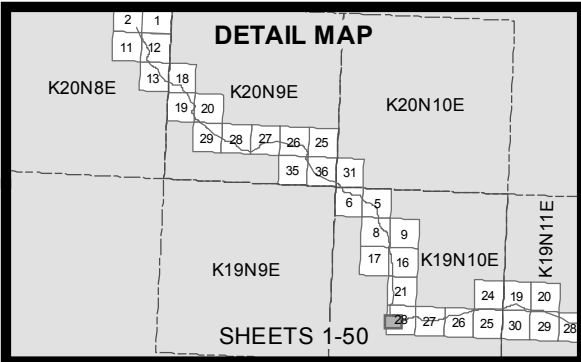 2 1
DETAIL MAP
11 12
K20N8E
13 18
K20N9E
K20N10E
19 20
29 28 27 26 25
35 36 31
6 5
8 9
K19N11E
17 16
K19N9E
K19N10E
21
24 19 20
28 27 26 25 30 29 28
SHEETS 1-50